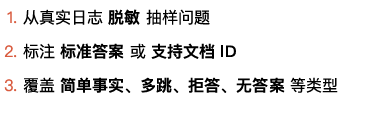 1. 从真实日志 脱敏 抽样问题
2. 标注 标准答案 或 支持文档 ID
3. 覆盖 简单事实、多跳、拒答、无答案 等类型